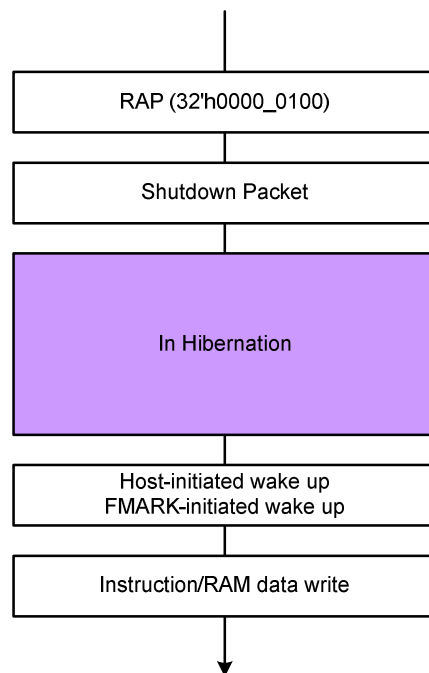 RAP (32'h0000_0100)
Shutdown Packet
In Hibernation
Host-initiated wake up
FMARK-initiated wake up
Instruction/RAM data write